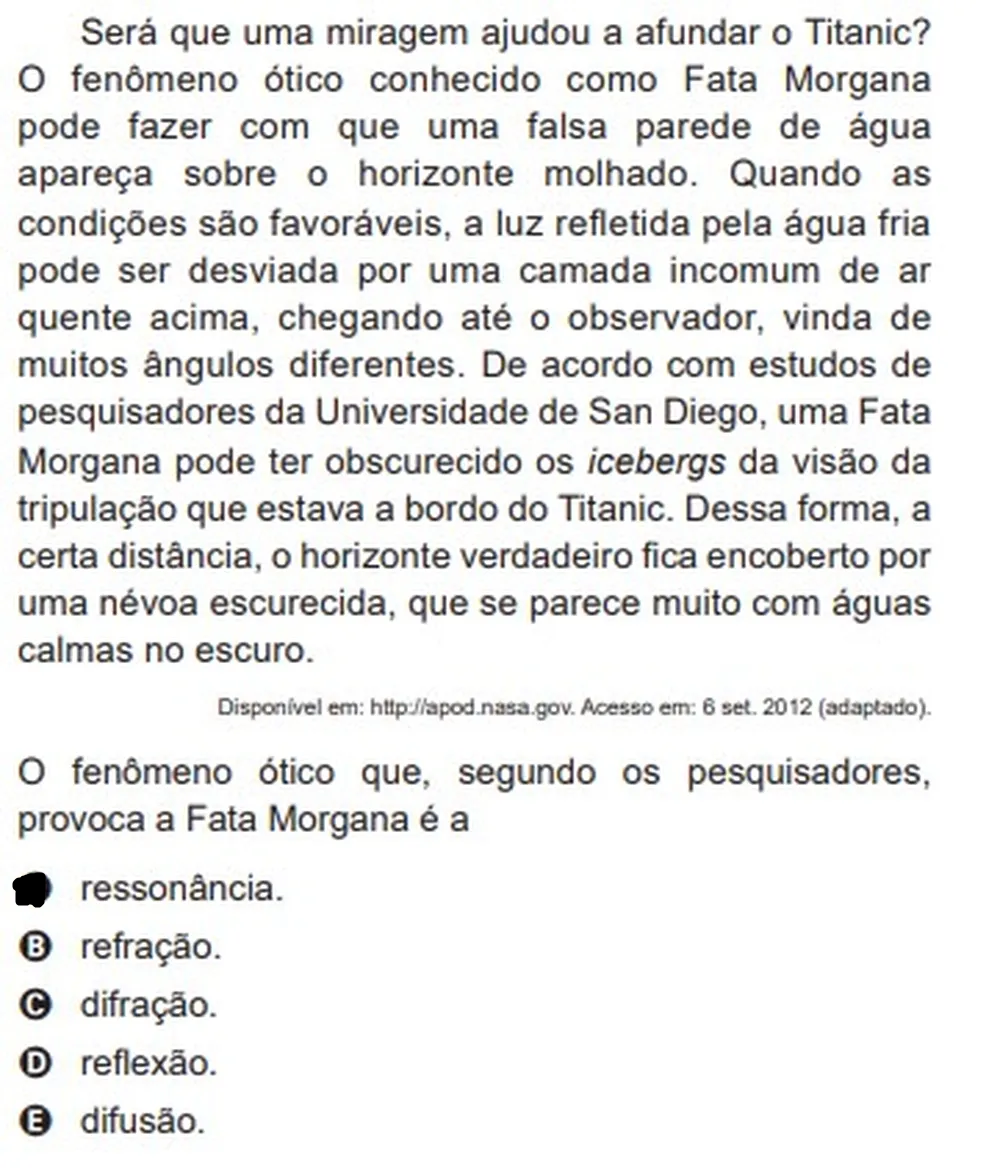 Será que uma miragem ajudou a afundar o Titanic?
O fenômeno ótico conhecido como Fata Morgana
pode fazer com que uma falsa parede de água
apareça sobre o horizonte molhado. Quando as
condições são favoráveis, a luz refletida pela água fria
pode ser desviada por uma camada incomum de ar
quente acima, chegando até o observador, vinda de
muitos ângulos diferentes. De acordo com estudos de
pesquisadores da Universidade de San Diego, uma Fata
Morgana pode ter obscurecido os icebergs da visão da
tripulação que estava a bordo do Titanic. Dessa forma, a
certa distância, o horizonte verdadeiro fica encoberto por
uma névoa escurecida, que se parece muito com águas
calmas no escuro.
Disponível em: http://apod.nasa.gov. Acesso em: 6 set. 2012 (adaptado).
O fenômeno ótico que, segundo os pesquisadores,
provoca a Fata Morgana é a
ressonância.
B refração.
C difração.
D reflexão.
E difusão.